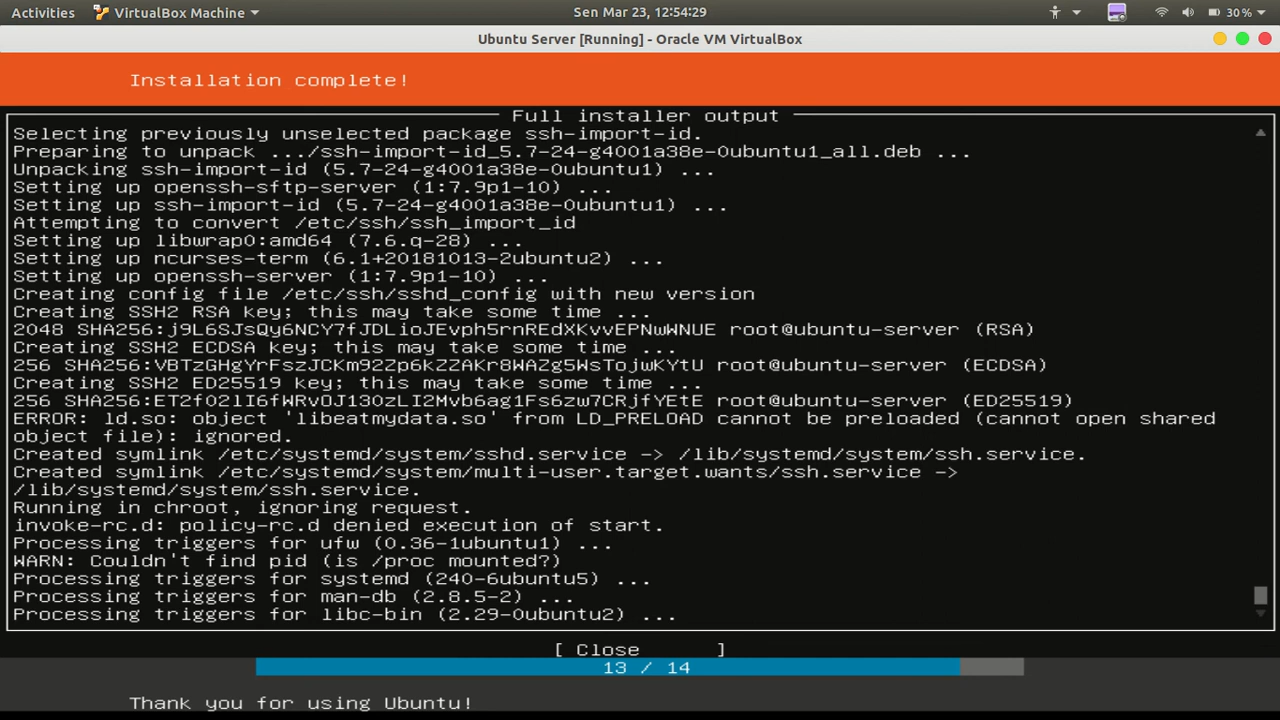 Activities VirtualBox Machine Sen Mar 23, 12:54:29 30%
Ubuntu Server [Running] - Oracle VM VirtualBox
Installation complete!
Full installer output
Selecting previously unselected package ssh-import-id.
Preparing to unpack .../ssh-import-id_5.7-24-g4001a38e-0ubuntu1_all.deb ...
Unpacking ssh-import-id (5.7-24-g4001a38e-0ubuntu1) ...
Setting up openssh-sftp-server (1:7.9p1-10) ...
Setting up ssh-import-id (5.7-24-g4001a38e-0ubuntu1) ...
Attempting to convert /etc/ssh/ssh_import_id
Setting up libwrap0:amd64 (7.6.q-28) ...
Setting up ncurses-term (6.1+20181013-2ubuntu2) ...
Setting up openssh-server (1:7.9p1-10) ...
Creating config file /etc/ssh/sshd_config with new version
Creating SSH2 RSA key; this may take some time ...
2048 SHA256:j9L6SJsQy6NCY7fJDLioJEvph5rnREdXKvvEPNwWNUE root@ubuntu-server (RSA)
Creating SSH2 ECDSA key; this may take some time ...
256 SHA256:VBTzGHgYrFszJCKm92Zp6kZZAKr8WAZg5WsTojwKYtU root@ubuntu-server (ECDSA)
Creating SSH2 ED25519 key; this may take some time ...
256 SHA256:ET2f02lI6fWRvOJ13OzLI2Mvb6ag1Fs6zw7CRjfYEtE root@ubuntu-server (ED25519)
ERROR: ld.so: object 'libeatmydata.so' from LD_PRELOAD cannot be preloaded (cannot open shared
object file): ignored.
Created symlink /etc/systemd/system/sshd.service -> /lib/systemd/system/ssh.service.
Created symlink /etc/systemd/system/multi-user.target.wants/ssh.service ->
/lib/systemd/system/ssh.service.
Running in chroot, ignoring request.
invoke-rc.d: policy-rc.d denied execution of start.
Processing triggers for ufw (0.36-1ubuntu1) ...
WARN: Couldn't find pid (is /proc mounted?)
Processing triggers for systemd (240-6ubuntu5) ...
Processing triggers for man-db (2.8.5-2) ...
Processing triggers for libc-bin (2.29-0ubuntu2) ...
[ Close ]
13 / 14
Thank you for using Ubuntu!